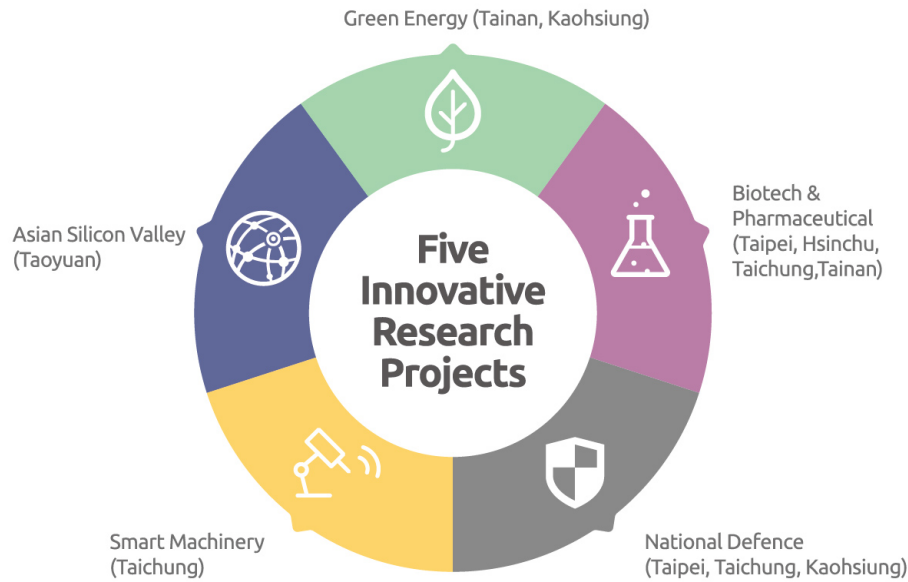 Green Energy (Tainan, Kaohsiung)
Biotech &
Pharmaceutical
(Taipei, Hsinchu,
Taichung,Tainan)
Asian Silicon Valley
(Taoyuan)
Five
Innovative
Research
Projects
Smart Machinery
(Taichung)
National Defence
(Taipei, Taichung, Kaohsiung)